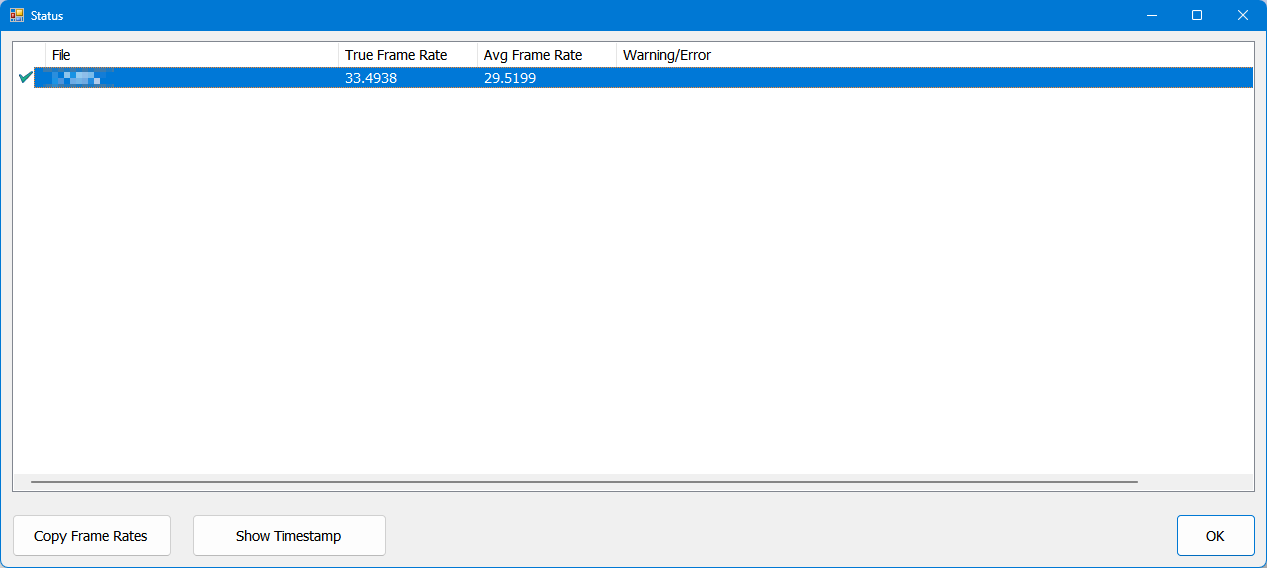 Status
File True Frame Rate Avg Frame Rate Warning/Error
33.4938 29.5199
Copy Frame Rates Show Timestamp OK